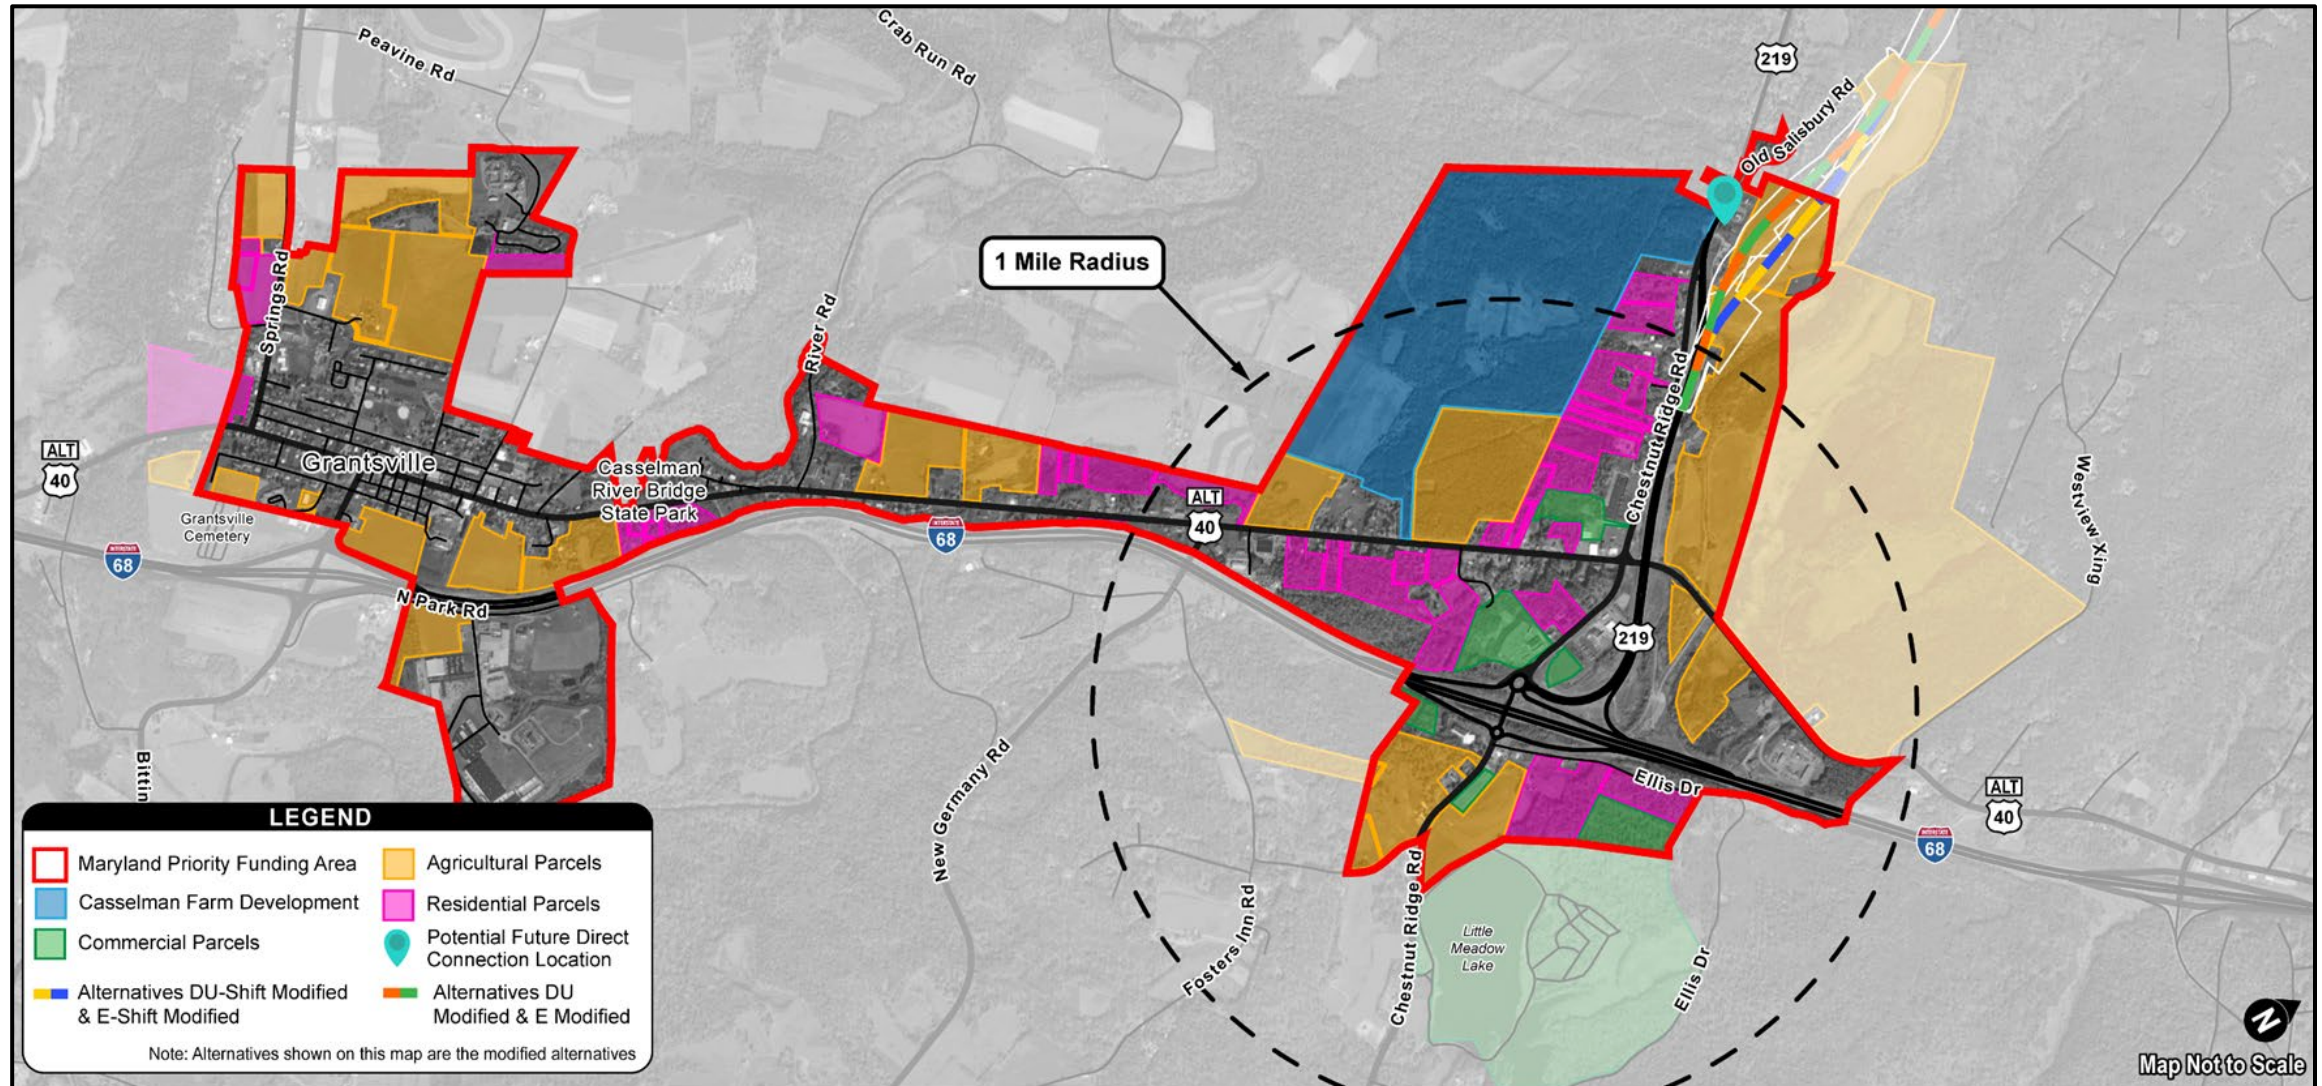 Peavine Rd
Crab Run Rd
219
Old Salisbury Rd
1 Mile Radius
Springs Rd
River Rd
Chestnut Ridge Rd
ALT
40
Grantsville
Casselman
River Bridge
State Park
ALT
40
Westview Xing
Grantsville
Cemetery
INTERSTATE
68
INTERSTATE
68
N Park Rd
219
Bittin
New Germany Rd
Ellis Dr
ALT
40
INTERSTATE
68
Fosters Inn Rd
Chestnut Ridge Rd
Little
Meadow
Lake
Ellis Dr
LEGEND
Maryland Priority Funding Area
Casselman Farm Development
Commercial Parcels
Alternatives DU-Shift Modified
& E-Shift Modified
Agricultural Parcels
Residential Parcels
Potential Future Direct
Connection Location
Alternatives DU
Modified & E Modified
Note: Alternatives shown on this map are the modified alternatives
N
Map Not to Scale